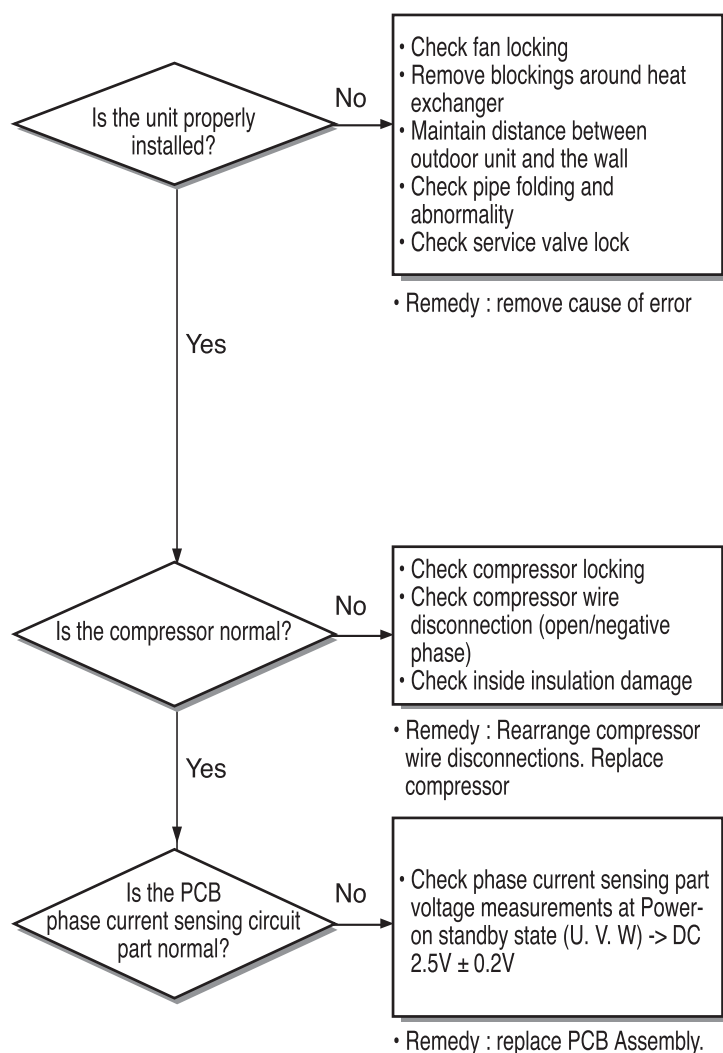 Is the unit properly
installed?
No
• Check fan locking
• Remove blockings around heat
exchanger
• Maintain distance between
outdoor unit and the wall
• Check pipe folding and
abnormality
• Check service valve lock
• Remedy : remove cause of error
Yes
Is the compressor normal?
No
• Check compressor locking
• Check compressor wire
disconnection (open/negative
phase)
• Check inside insulation damage
• Remedy : Rearrange compressor
wire disconnections. Replace
compressor
Yes
Is the PCB
phase current sensing circuit
part normal?
No
• Check phase current sensing part
voltage measurements at Power-
on standby state (U. V. W) -> DC
2.5V ± 0.2V
• Remedy : replace PCB Assembly.